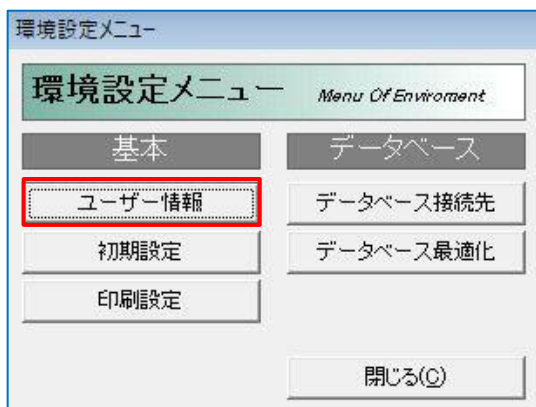 環境設定メニュー
環境設定メニュー Menu Of Enviroment
基本 データベース
ユーザー情報 データベース接続先
初期設定 データベース最適化
印刷設定
閉じる(C)